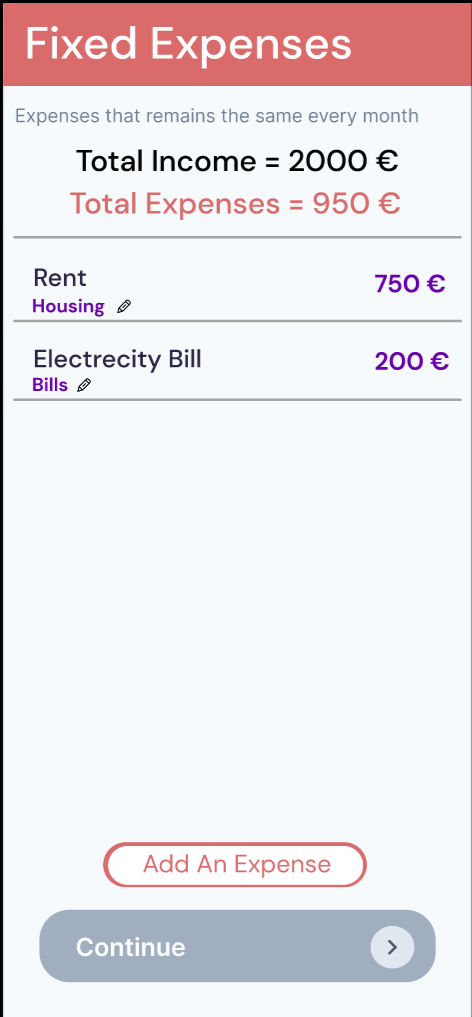 Fixed Expenses
Expenses that remains the same every month
Total Income = 2000 €
Total Expenses = 950 €
Rent
750 €
Housing
Electrecity Bill
200 €
Bills
Add An Expense
Continue